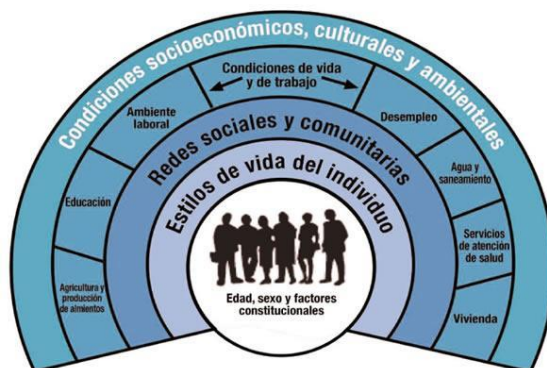 Condiciones socioeconómicos, culturales y ambientales
Condiciones de vida
y de trabajo
Ambiente
laboral
Desempleo
Redes sociales y comunitarias
Agua y
saneamiento
Estilos de vida del individuo
Educación
Servicios
de atención
de salud
Agricultura y
producción
de almientos
Edad, sexo y factores
constitucionales
Vivienda